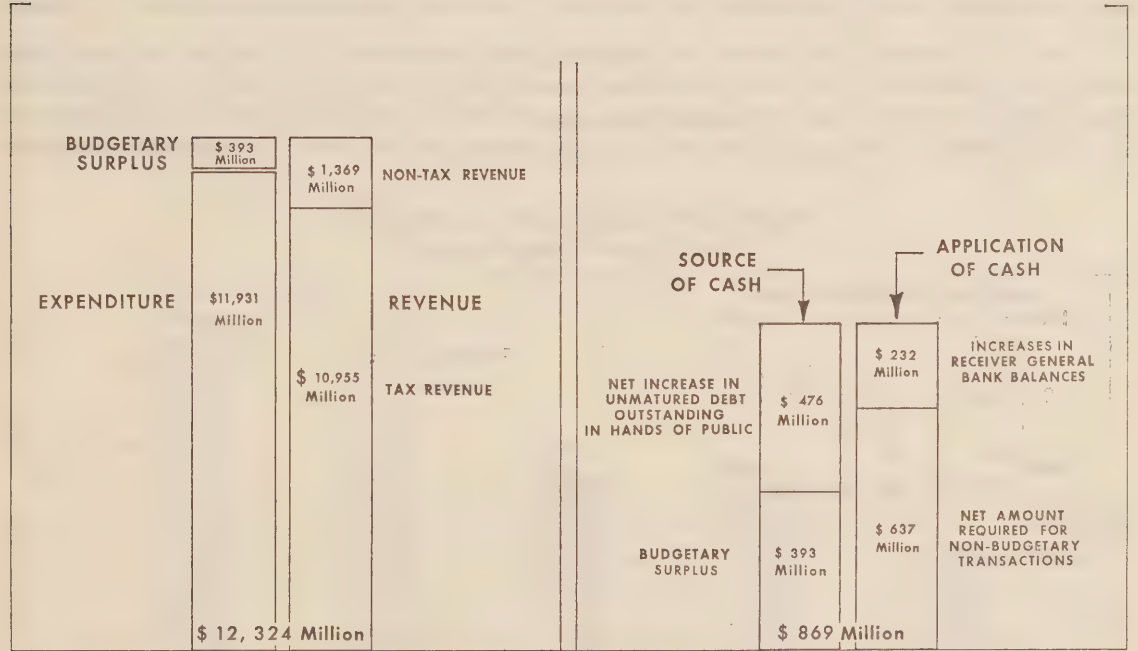 BUDGETARY
SURPLUS
$ 393
Million
$ 1,369
Million
NON-TAX REVENUE
EXPENDITURE
$11,931
Million
REVENUE
$ 10,955
Million
TAX REVENUE
$ 12, 324 Million
SOURCE
OF CASH
APPLICATION
OF CASH
NET INCREASE IN
UNMATURED DEBT
OUTSTANDING
IN HANDS OF PUBLIC
$ 476
Million
$ 232
Million
INCREASES IN
RECEIVER GENERAL
BANK BALANCES
BUDGETARY
SURPLUS
$ 393
Million
$ 637
Million
NET AMOUNT
REQUIRED FOR
NON-BUDGETARY
TRANSACTIONS
$ 869 Million